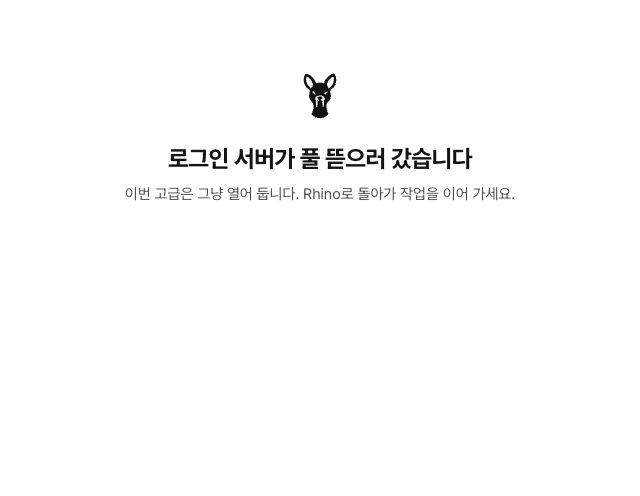 로그인 서버가 풀 뜯으러 갔습니다
이번 고급은 그냥 열어 둡니다. Rhino로 돌아가 작업을 이어 가세요.